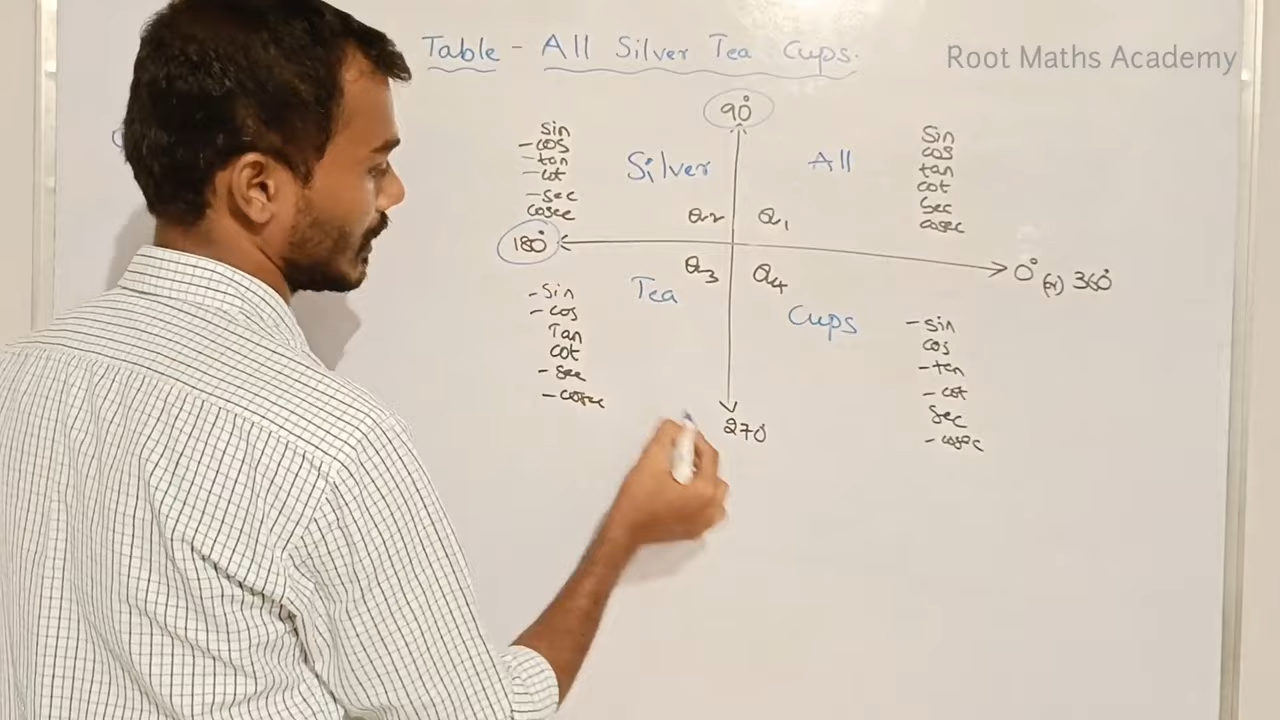 Table - All Silver Tea Cups.
Root Maths Academy
90°
sin
-cos
-tan
-cot
-sec
cosec
Silver
All
Sin
cos
tan
cot
Sec
cosec
Q2
Q1
180°
0° (or) 360°
Q3
Q4
-Sin
-cos
Tan
cot
-sec
-cosec
Tea
Cups
-sin
cos
-tan
-cot
Sec
-cosec
270°